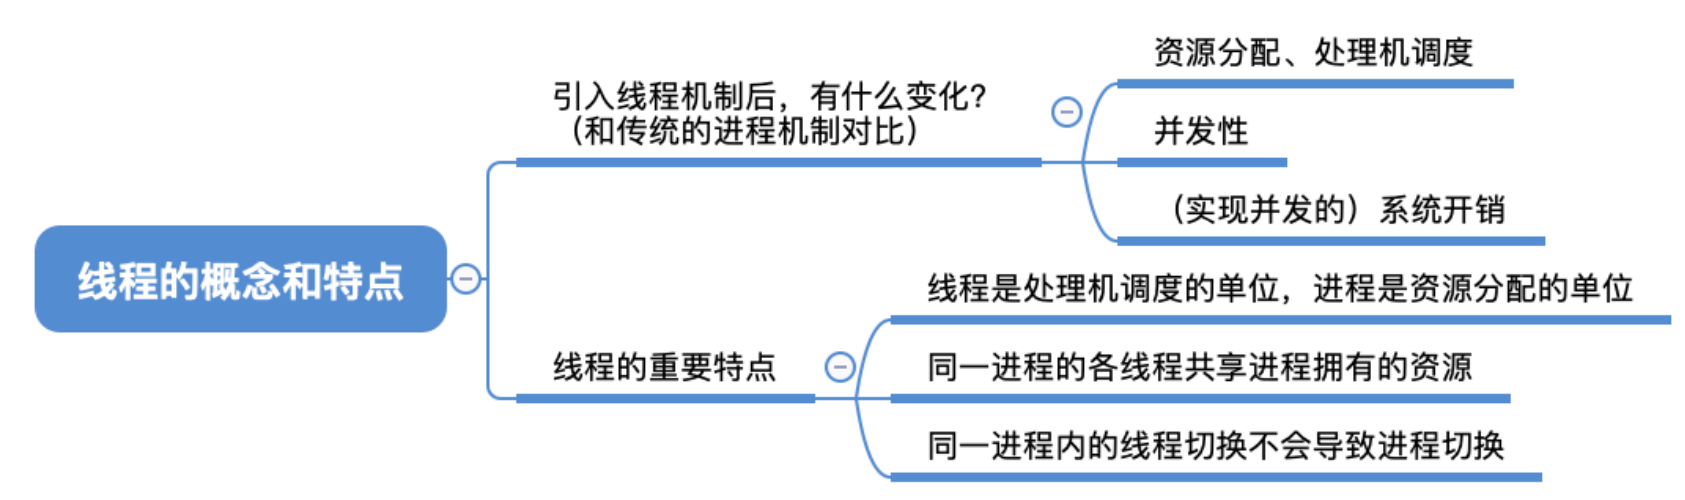 线程的概念和特点
引入线程机制后，有什么变化？
（和传统的进程机制对比）
资源分配、处理机调度
并发性
（实现并发的）系统开销
线程的重要特点
线程是处理机调度的单位，进程是资源分配的单位
同一进程的各线程共享进程拥有的资源
同一进程内的线程切换不会导致进程切换